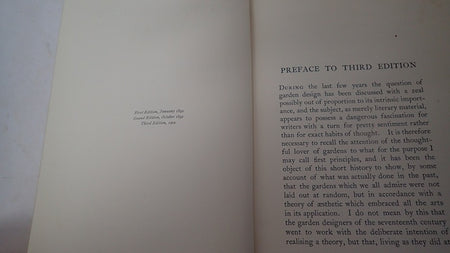 First Edition, January 1892
Second Edition, October 1892
Third Edition, 1901
PREFACE TO THIRD EDITION
DURING the last few years the question of
garden design has been discussed with a zeal
possibly out of proportion to its intrinsic import-
ance, and the subject, as merely literary material,
appears to possess a dangerous fascination for
writers with a turn for pretty sentiment rather
than for exact habits of thought. It is therefore
necessary to recall the attention of the thought-
ful lover of gardens to what for the purpose I
may call first principles, and it has been the
object of this short history to show, by some
account of what was actually done in the past,
that the gardens which we all admire were not
laid out at random, but in accordance with a
theory of æsthetic which embraced all the arts
in its application. I do not mean by this that
the garden designers of the seventeenth century
went to work with the deliberate intention of
realising a theory, but that, living as they did at